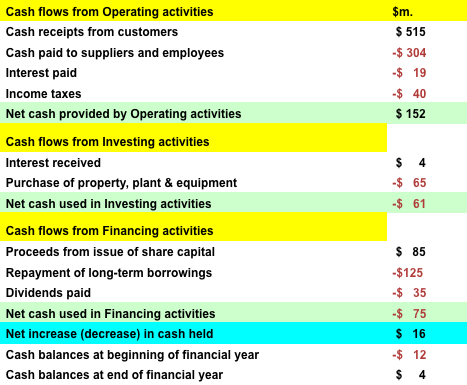 Cash flows from Operating activities $m.
Cash receipts from customers $ 515
Cash paid to suppliers and employees -$ 304
Interest paid -$ 19
Income taxes -$ 40
Net cash provided by Operating activities $ 152
Cash flows from Investing activities
Interest received $ 4
Purchase of property, plant & equipment -$ 65
Net cash used in Investing activities -$ 61
Cash flows from Financing activities
Proceeds from issue of share capital $ 85
Repayment of long-term borrowings -$125
Dividends paid -$ 35
Net cash used in Financing activities -$ 75
Net increase (decrease) in cash held $ 16
Cash balances at beginning of financial year -$ 12
Cash balances at end of financial year $ 4